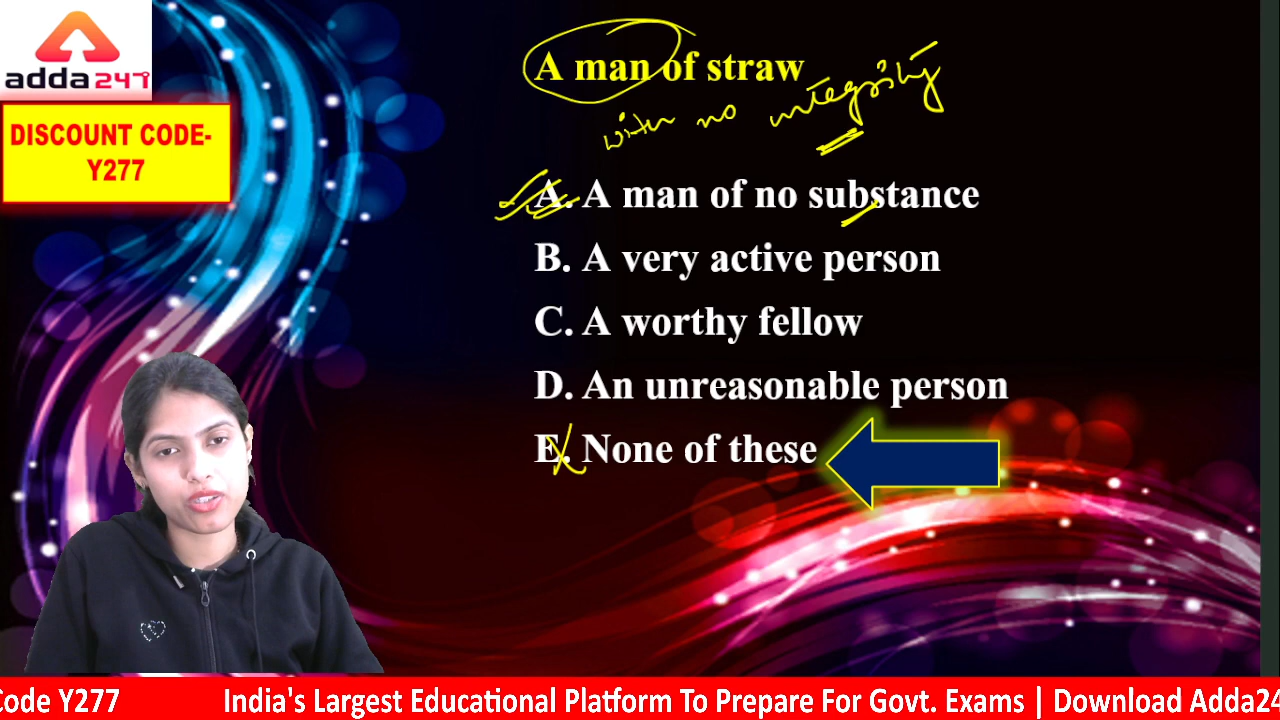 adda247
DISCOUNT CODE-
Y277
A man of straw
with no integrity
A. A man of no substance
B. A very active person
C. A worthy fellow
D. An unreasonable person
E. None of these
Code Y277 India's Largest Educational Platform To Prepare For Govt. Exams | Download Adda24